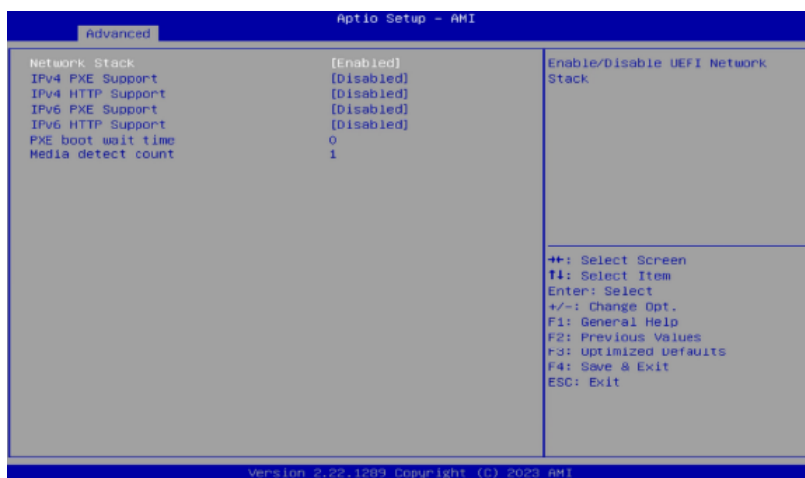 Aptio Setup - AMI
Advanced
Network Stack [Enabled]
IPv4 PXE Support [Disabled]
IPv4 HTTP Support [Disabled]
IPv6 PXE Support [Disabled]
IPv6 HTTP Support [Disabled]
PXE boot wait time 0
Media detect count 1
Enable/Disable UEFI Network
Stack
→←: Select Screen
↑↓: Select Item
Enter: Select
+/-: Change Opt.
F1: General Help
F2: Previous Values
F3: Optimized Defaults
F4: Save & Exit
ESC: Exit
Version 2.22.1289 Copyright (C) 2023 AMI